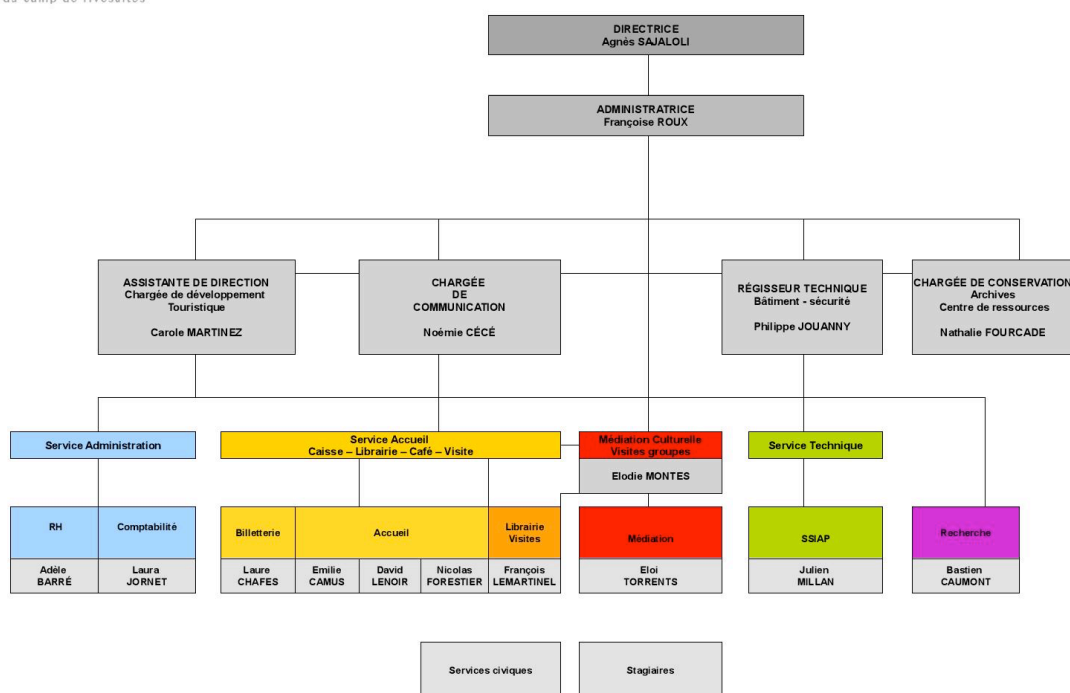 du camp de rivesaltes
DIRECTRICE
Agnès SAJALOLI
ADMINISTRATRICE
Françoise ROUX
ASSISTANTE DE DIRECTION
Chargée de développement
Touristique
Carole MARTINEZ
CHARGÉE
DE
COMMUNICATION
Noémie CÉCÉ
RÉGISSEUR TECHNIQUE
Bâtiment - sécurité
Philippe JOUANNY
CHARGÉE DE CONSERVATION
Archives
Centre de ressources
Nathalie FOURCADE
Service Administration
Service Accueil
Caisse – Librairie – Café – Visite
Médiation Culturelle
Visites groupes
Elodie MONTES
Service Technique
RH
Comptabilité
Billetterie
Accueil
Librairie
Visites
Médiation
SSIAP
Recherche
Adèle
BARRÉ
Laura
JORNET
Laure
CHAFES
Emilie
CAMUS
David
LENOIR
Nicolas
FORESTIER
François
LEMARTINEL
Eloi
TORRENTS
Julien
MILLAN
Bastien
CAUMONT
Services civiques
Stagiaires